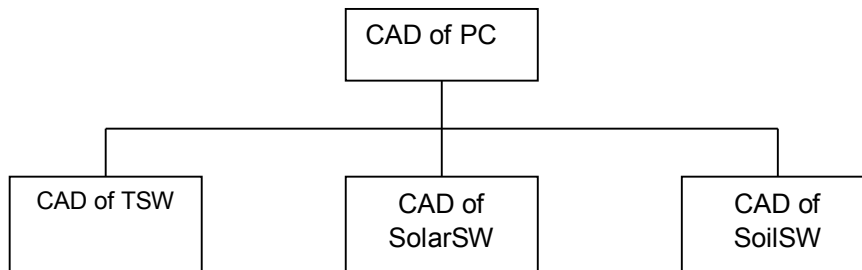 CAD of PC
CAD of TSW
CAD of
SolarSW
CAD of
SoilSW